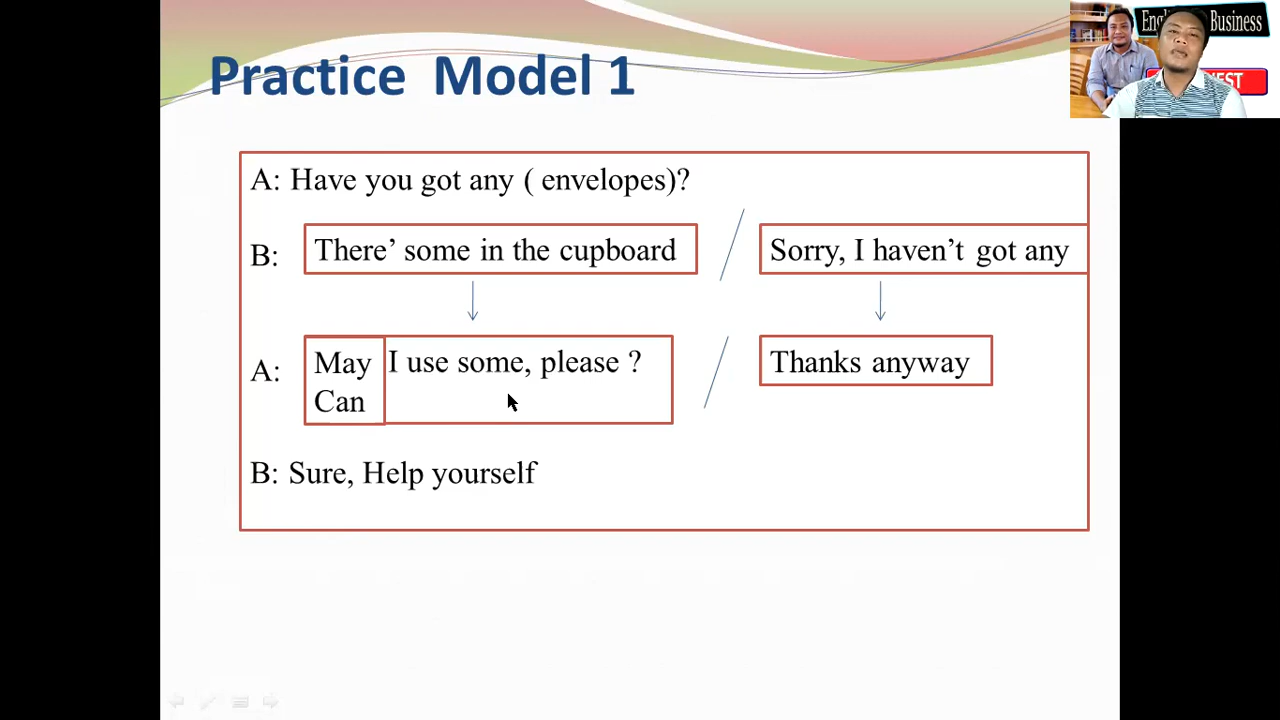 Practice Model 1
A: Have you got any ( envelopes)?
B: There’ some in the cupboard / Sorry, I haven’t got any
A: May I use some, please ? / Thanks anyway
Can
B: Sure, Help yourself
Business